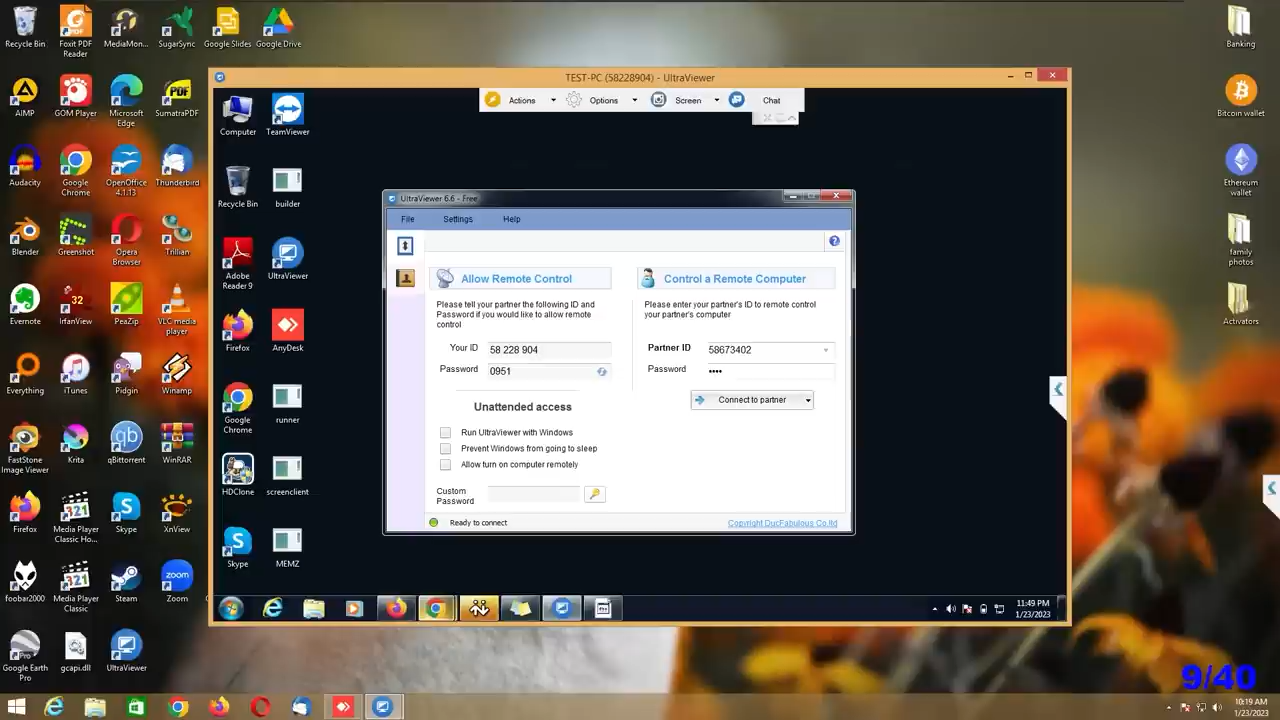 Recycle Bin
Foxit PDF Reader
MediaMon...
SugarSync
Google Slides
Google Drive
AIMP
GOM Player
Microsoft Edge
SumatraPDF
Audacity
Google Chrome
OpenOffice 4.1.13
Thunderbird
Blender
Greenshot
Opera Browser
Trillian
Evernote
IrfanView
PeaZip
VLC media player
Everything
iTunes
Pidgin
Winamp
FastStone Image Viewer
Krita
qBittorrent
WinRAR
Firefox
Media Player Classic Ho...
Skype
XnView
foobar2000
Media Player Classic
Steam
Zoom
Google Earth Pro
gcapi.dll
UltraViewer
TEST-PC (58228904) - UltraViewer
Actions
Options
Screen
Chat
Computer
TeamViewer
Recycle Bin
builder
Adobe Reader 9
UltraViewer
Firefox
AnyDesk
Google Chrome
runner
HDClone
screenclient
Skype
MEMZ
UltraViewer 6.6 - Free
File
Settings
Help
Allow Remote Control
Please tell your partner the following ID and
Password if you would like to allow remote
control
Your ID
58 228 904
Password
0951
Unattended access
Run UltraViewer with Windows
Prevent Windows from going to sleep
Allow turn on computer remotely
Custom
Password
Control a Remote Computer
Please enter your partner's ID to remote control
your partner's computer
Partner ID
58673402
Password
••••
Connect to partner
Ready to connect
Copyright DucFabulous Co,ltd
11:49 PM
1/23/2023
Banking
Bitcoin wallet
Ethereum wallet
family photos
Activators
9/40
10:19 AM
1/23/2023